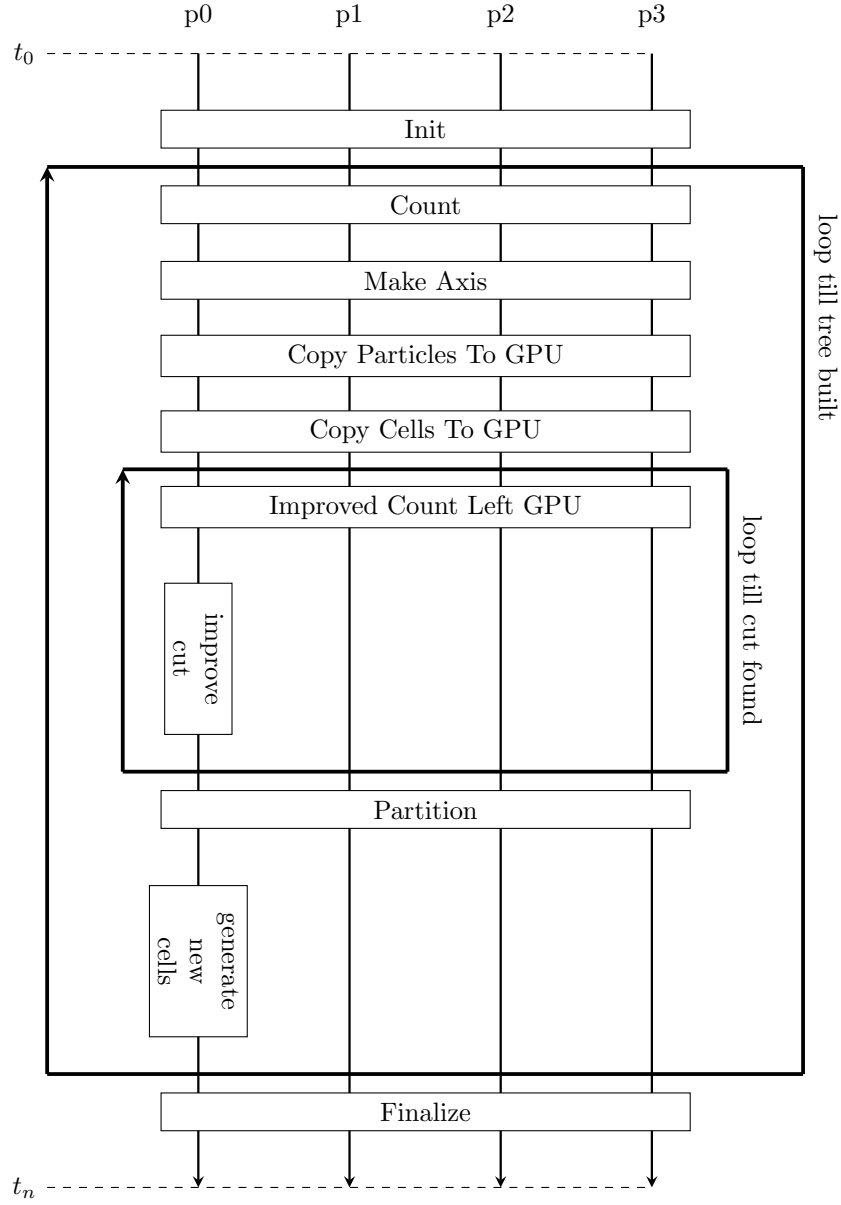 p0 p1 p2 p3
t0
Init
Count
loop till tree built
Make Axis
Copy Particles To GPU
Copy Cells To GPU
Improved Count Left GPU
loop till cut found
improve
cut
Partition
generate
new
cells
Finalize
tn